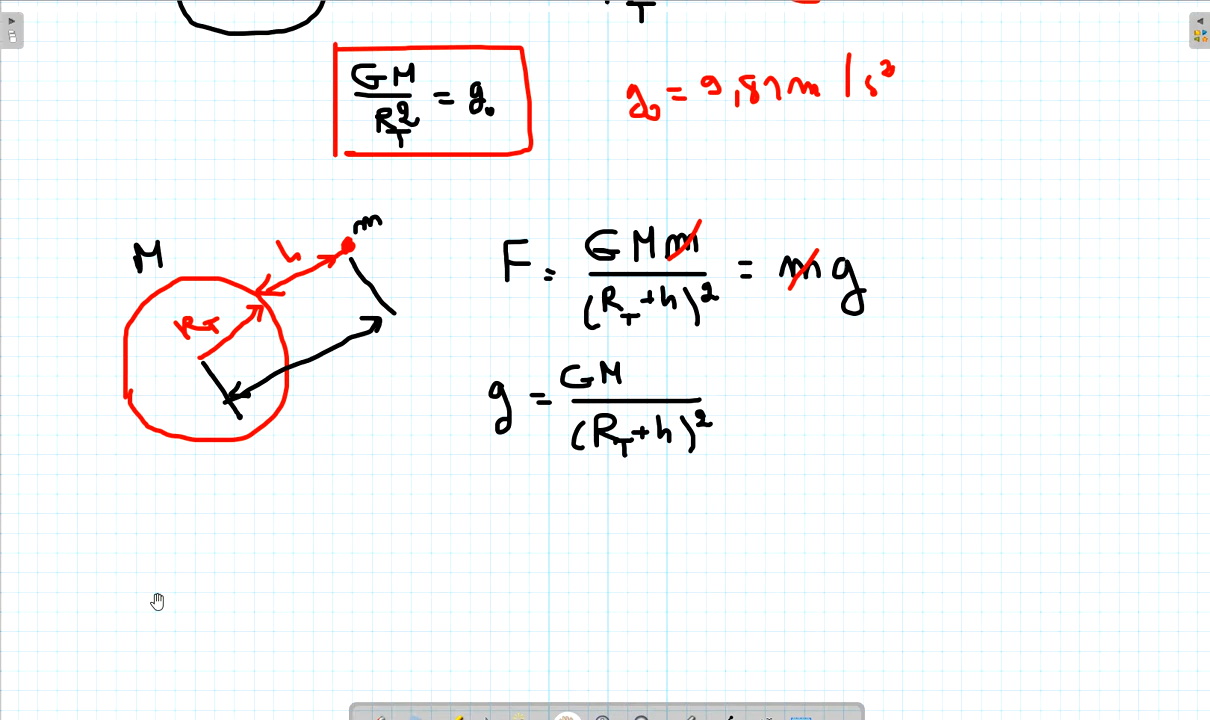 T
GM / R_T² = g₀
g₀ = 9,81 m / s²
M
m
h
R_T
F = GMm / (R_T + h)² = mg
g = GM / (R_T + h)²